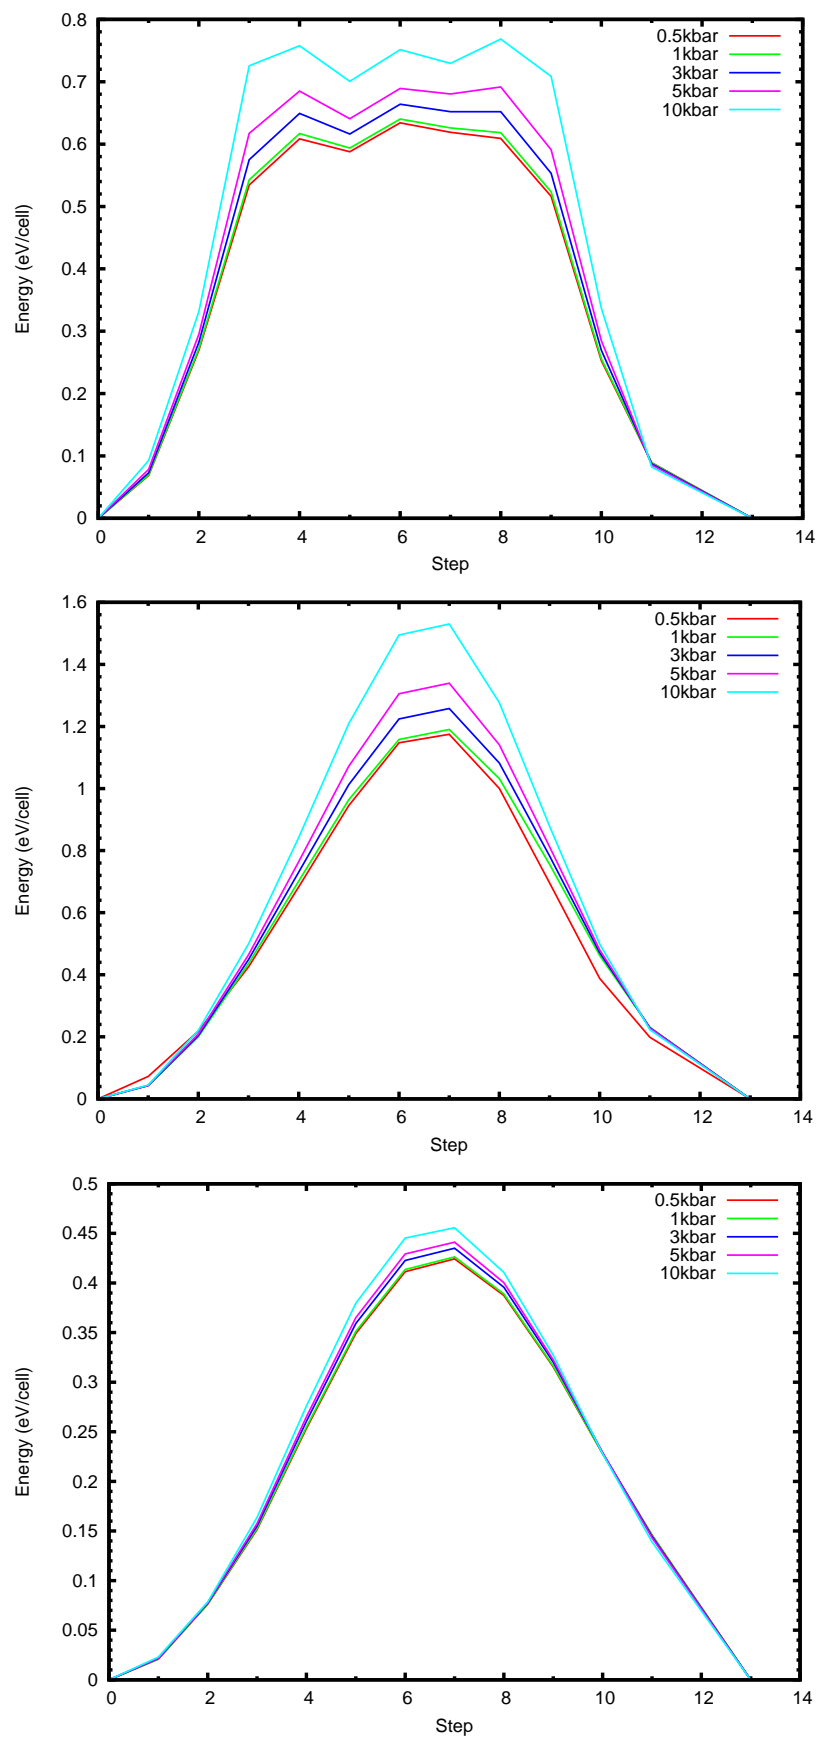 0.8
0.7
0.6
0.5
0.4
0.3
0.2
0.1
0
Energy (eV/cell)
0.5kbar
1kbar
3kbar
5kbar
10kbar
0 2 4 6 8 10 12 14
Step
1.6
1.4
1.2
1
0.8
0.6
0.4
0.2
0
Energy (eV/cell)
0.5kbar
1kbar
3kbar
5kbar
10kbar
0 2 4 6 8 10 12 14
Step
0.5
0.45
0.4
0.35
0.3
0.25
0.2
0.15
0.1
0.05
0
Energy (eV/cell)
0.5kbar
1kbar
3kbar
5kbar
10kbar
0 2 4 6 8 10 12 14
Step